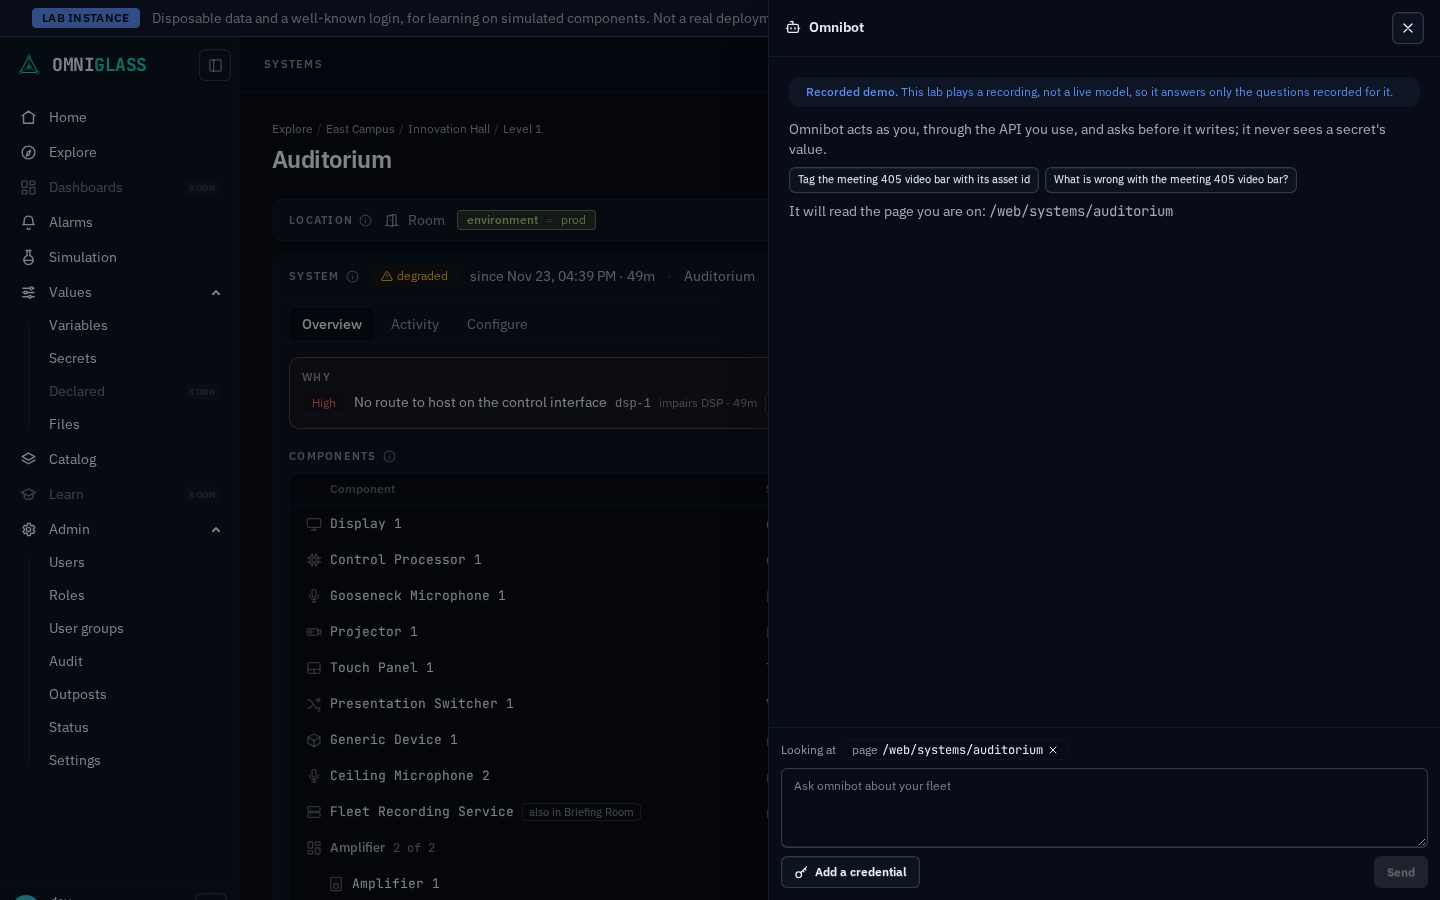 LAB INSTANCE Disposable data and a well-known login, for learning on simulated components. Not a real deploym
OMNIGLASS
Home
Explore
Dashboards SOON
Alarms
Simulation
Values
Variables
Secrets
Declared SOON
Files
Catalog
Learn SOON
Admin
Users
Roles
User groups
Audit
Outposts
Status
Settings
SYSTEMS
Explore / East Campus / Innovation Hall / Level 1
Auditorium
LOCATION Room environment = prod
SYSTEM degraded since Nov 23, 04:39 PM · 49m · Auditorium
Overview Activity Configure
WHY
High No route to host on the control interface dsp-1 impairs DSP · 49m
COMPONENTS
Component
Display 1
Control Processor 1
Gooseneck Microphone 1
Projector 1
Touch Panel 1
Presentation Switcher 1
Generic Device 1
Ceiling Microphone 2
Fleet Recording Service also in Briefing Room
Amplifier 2 of 2
Amplifier 1
Omnibot
Recorded demo. This lab plays a recording, not a live model, so it answers only the questions recorded for it.
Omnibot acts as you, through the API you use, and asks before it writes; it never sees a secret's
value.
Tag the meeting 405 video bar with its asset id What is wrong with the meeting 405 video bar?
It will read the page you are on: /web/systems/auditorium
Looking at page /web/systems/auditorium
Ask omnibot about your fleet
Add a credential Send